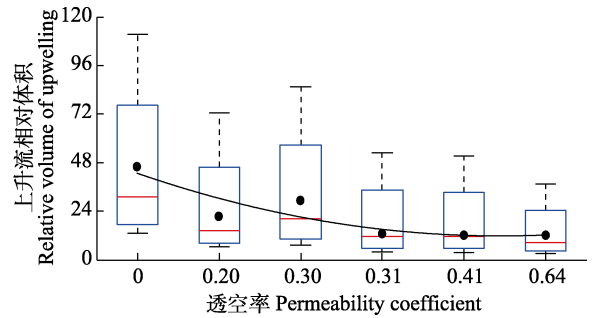 上升流相对体积
Relative volume of upwelling
120
96
72
48
24
0
0 0.20 0.30 0.31 0.41 0.64
透空率 Permeability coefficient